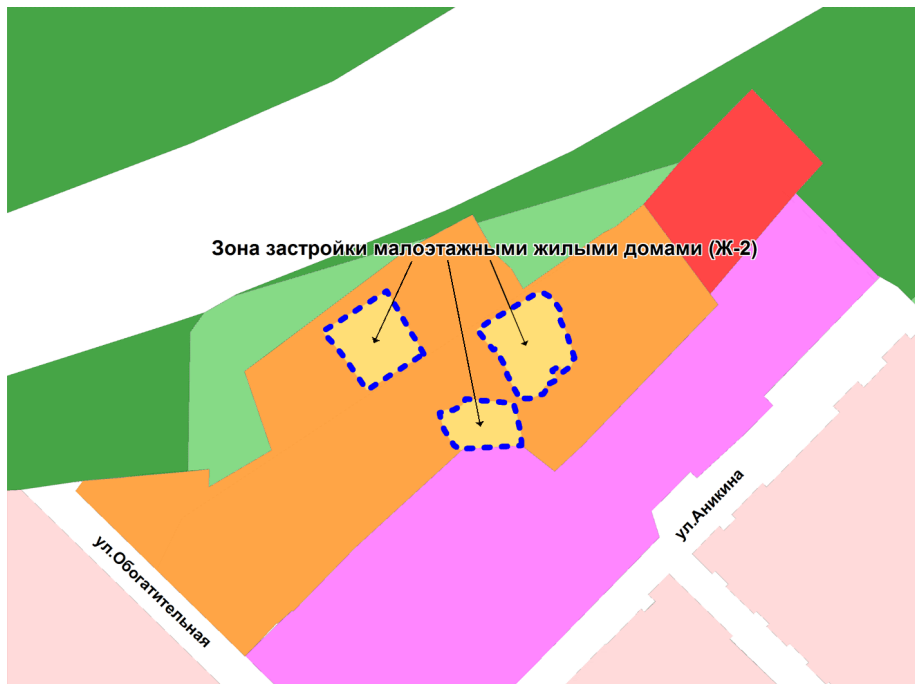 Зона застройки малоэтажными жилыми домами (Ж-2)
ул.Аникина
ул.Обогатительная